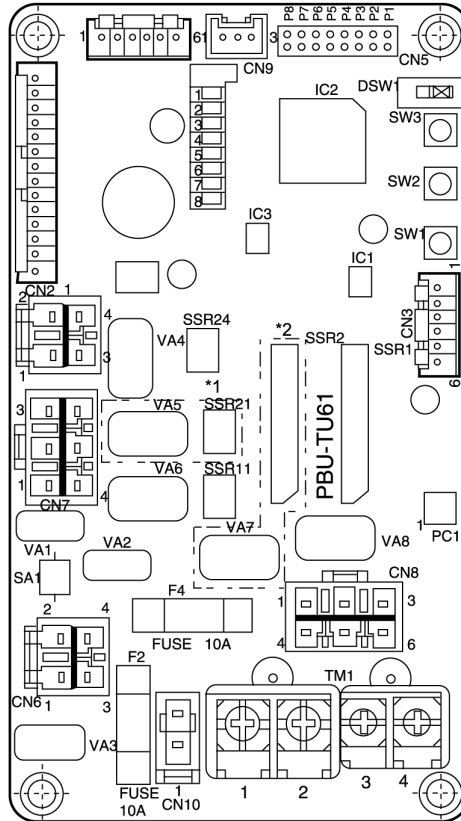 P8 P7 P6 P5 P4 P3 P2 P1
1 6 1 3
CN9 CN5
DSW1
IC2
SW3
1
2
3
4
5
6
7
8
SW2
IC3
SW1
IC1
1
CN2
2 1
4
CN3
VA4
SSR24
*2
SSR2
SSR1
1 3
6
*1
3
VA5
SSR21
PBU-TU61
VA6
SSR11
1 4
CN7
1
PC1
VA1
VA2
VA7
VA8
SA1
CN8
1 3
2 4
F4
FUSE 10A
4 6
F2
TM1
CN6
1 3
VA3
1 2 3 4
FUSE
10A
1
CN10